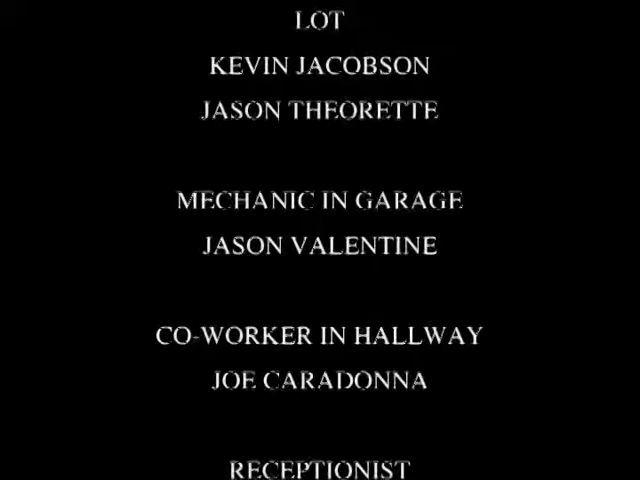 LOT
KEVIN JACOBSON
JASON THEORETTE
MECHANIC IN GARAGE
JASON VALENTINE
CO-WORKER IN HALLWAY
JOE CARADONNA
RECEPTIONIST